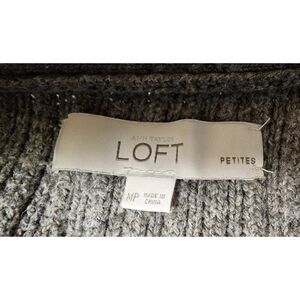 ANN TAYLOR
LOFT
PETITES
MP
MADE IN
CHINA